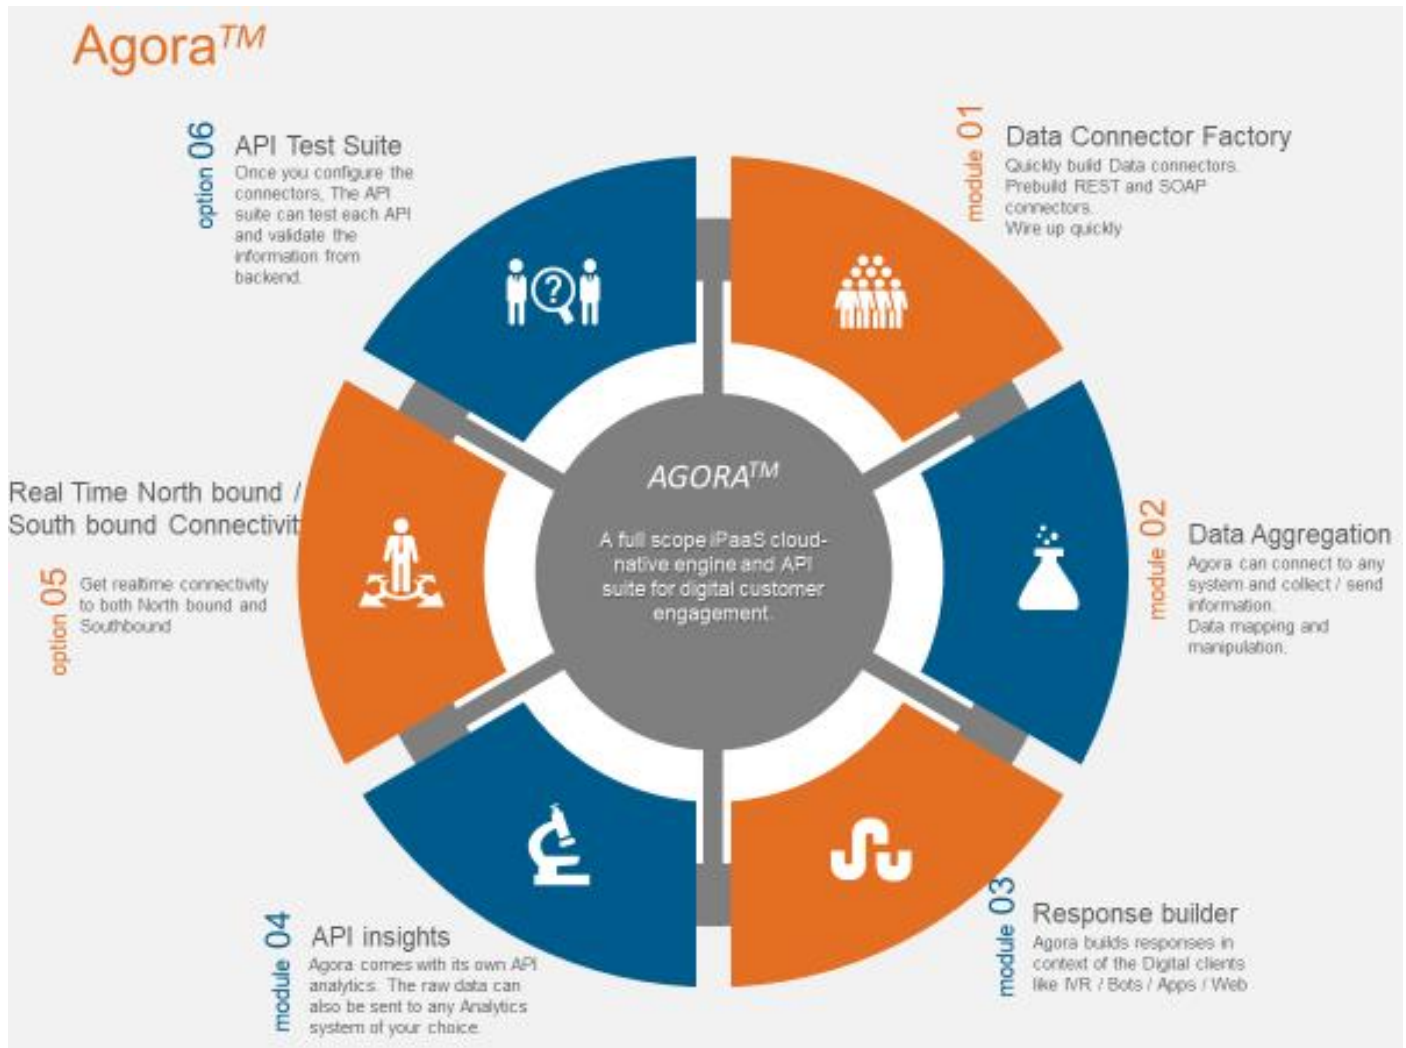 Agora™
option 06
API Test Suite
Once you configure the
connectors, The API
suite can test each API
and validate the
information from
backend.
module 01
Data Connector Factory
Quickly build Data connectors.
Prebuild REST and SOAP
connectors.
Wire up quickly
?
Real Time North bound /
South bound Connectivit
option 05
Get realtime connectivity
to both North bound and
Southbound
AGORA™
A full scope iPaaS cloud-
native engine and API
suite for digital customer
engagement.
module 02
Data Aggregation
Agora can connect to any
system and collect / send
information.
Data mapping and
manipulation.
module 03
Response builder
Agora builds responses in
context of the Digital clients
like IVR / Bots / Apps / Web
module 04
API insights
Agora comes with its own API
analytics. The raw data can
also be sent to any Analytics
system of your choice.